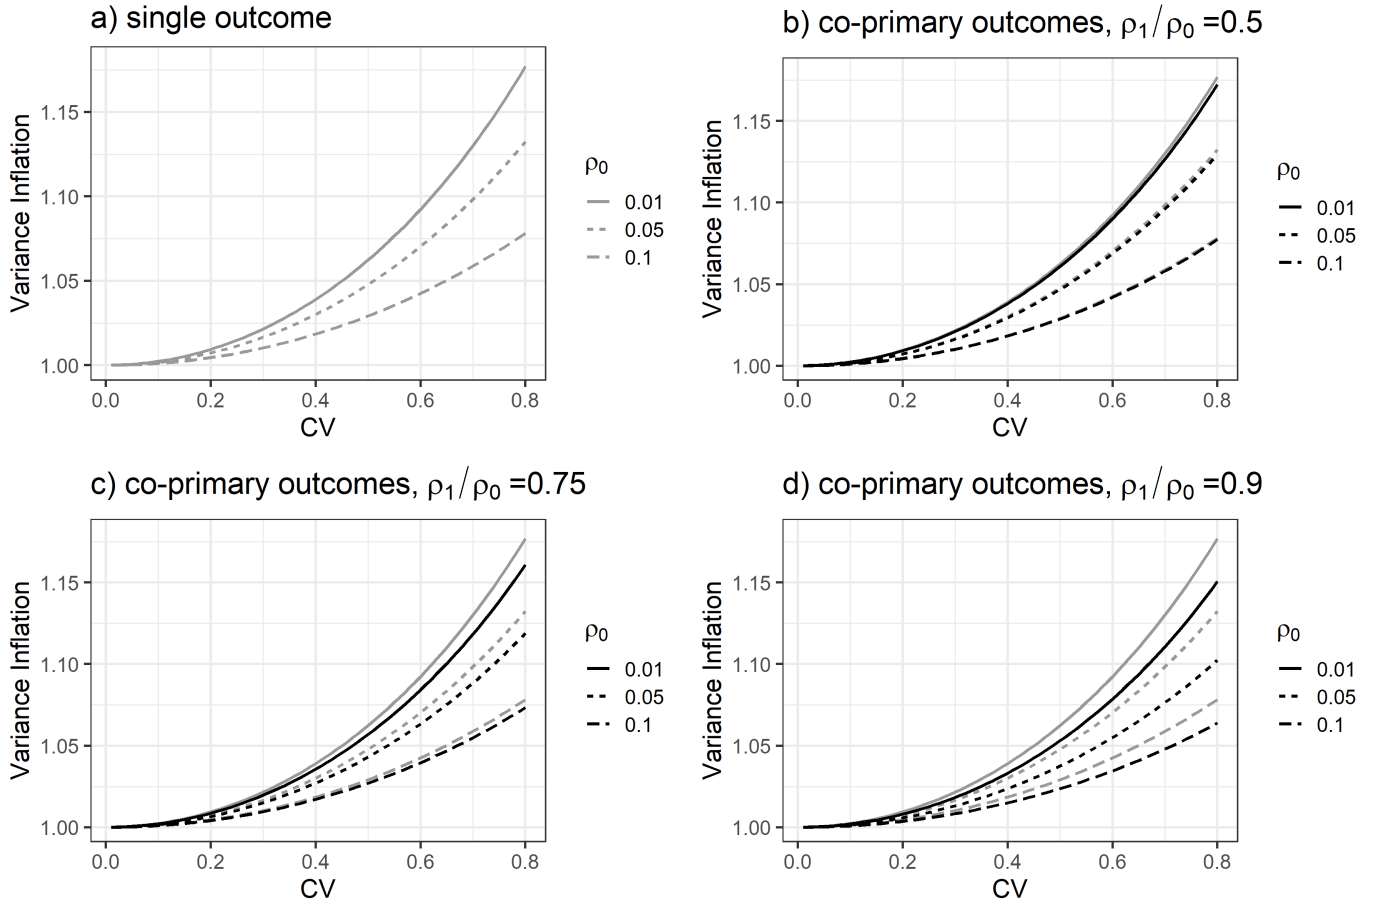 a) single outcome
Variance Inflation
1.15
1.10
1.05
1.00
0.0 0.2 0.4 0.6 0.8
CV
ρ0
0.01
0.05
0.1
b) co-primary outcomes, ρ1/ρ0 =0.5
Variance Inflation
1.15
1.10
1.05
1.00
0.0 0.2 0.4 0.6 0.8
CV
ρ0
0.01
0.05
0.1
c) co-primary outcomes, ρ1/ρ0 =0.75
Variance Inflation
1.15
1.10
1.05
1.00
0.0 0.2 0.4 0.6 0.8
CV
ρ0
0.01
0.05
0.1
d) co-primary outcomes, ρ1/ρ0 =0.9
Variance Inflation
1.15
1.10
1.05
1.00
0.0 0.2 0.4 0.6 0.8
CV
ρ0
0.01
0.05
0.1